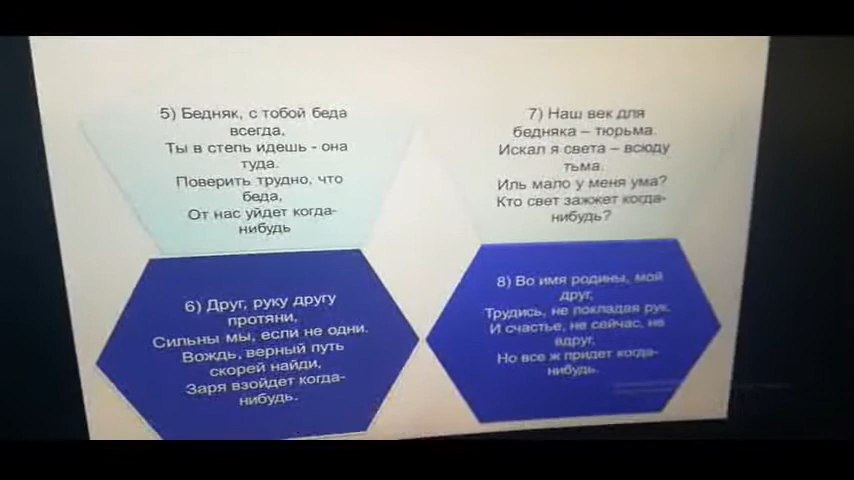 5) Бедняк, с тобой беда
всегда,
Ты в степь идешь - она
туда.
Поверить трудно, что
беда,
От нас уйдет когда-
нибудь
6) Друг, руку другу
протяни,
Сильны мы, если не одни.
Вождь, верный путь
скорей найди,
Заря взойдет когда-
нибудь.
7) Наш век для
бедняка – тюрьма.
Искал я света – всюду
тьма.
Иль мало у меня ума?
Кто свет зажжет когда-
нибудь?
8) Во имя родины, мой
друг,
Трудись, не покладая рук.
И счастье, не сейчас, не
вдруг,
Но все ж придет когда-
нибудь.